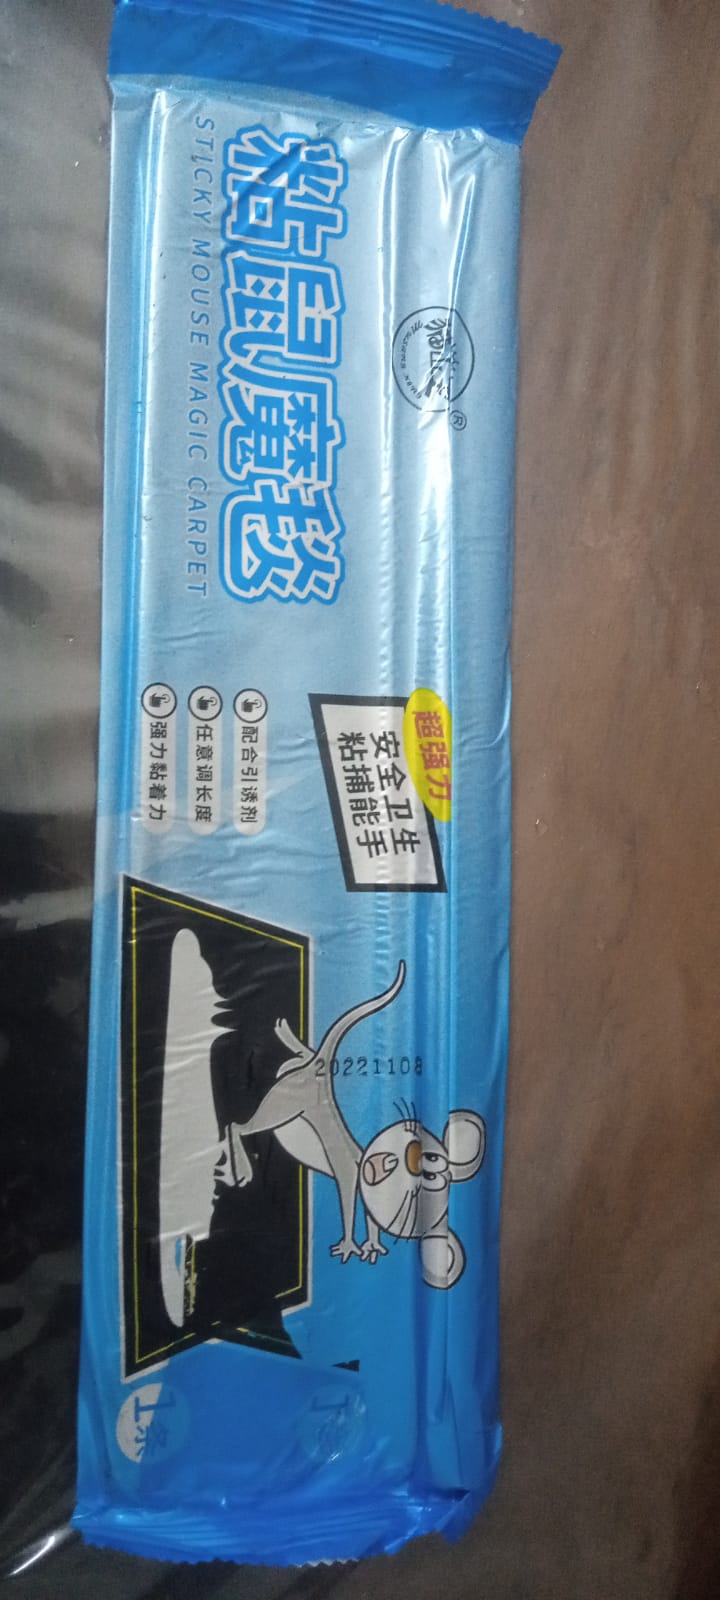 粘鼠魔毯
STICKY MOUSE MAGIC CARPET
®
超强力
安全卫生
粘捕能手
配合引诱剂
任意调长度
强力黏着力
20221108
1条